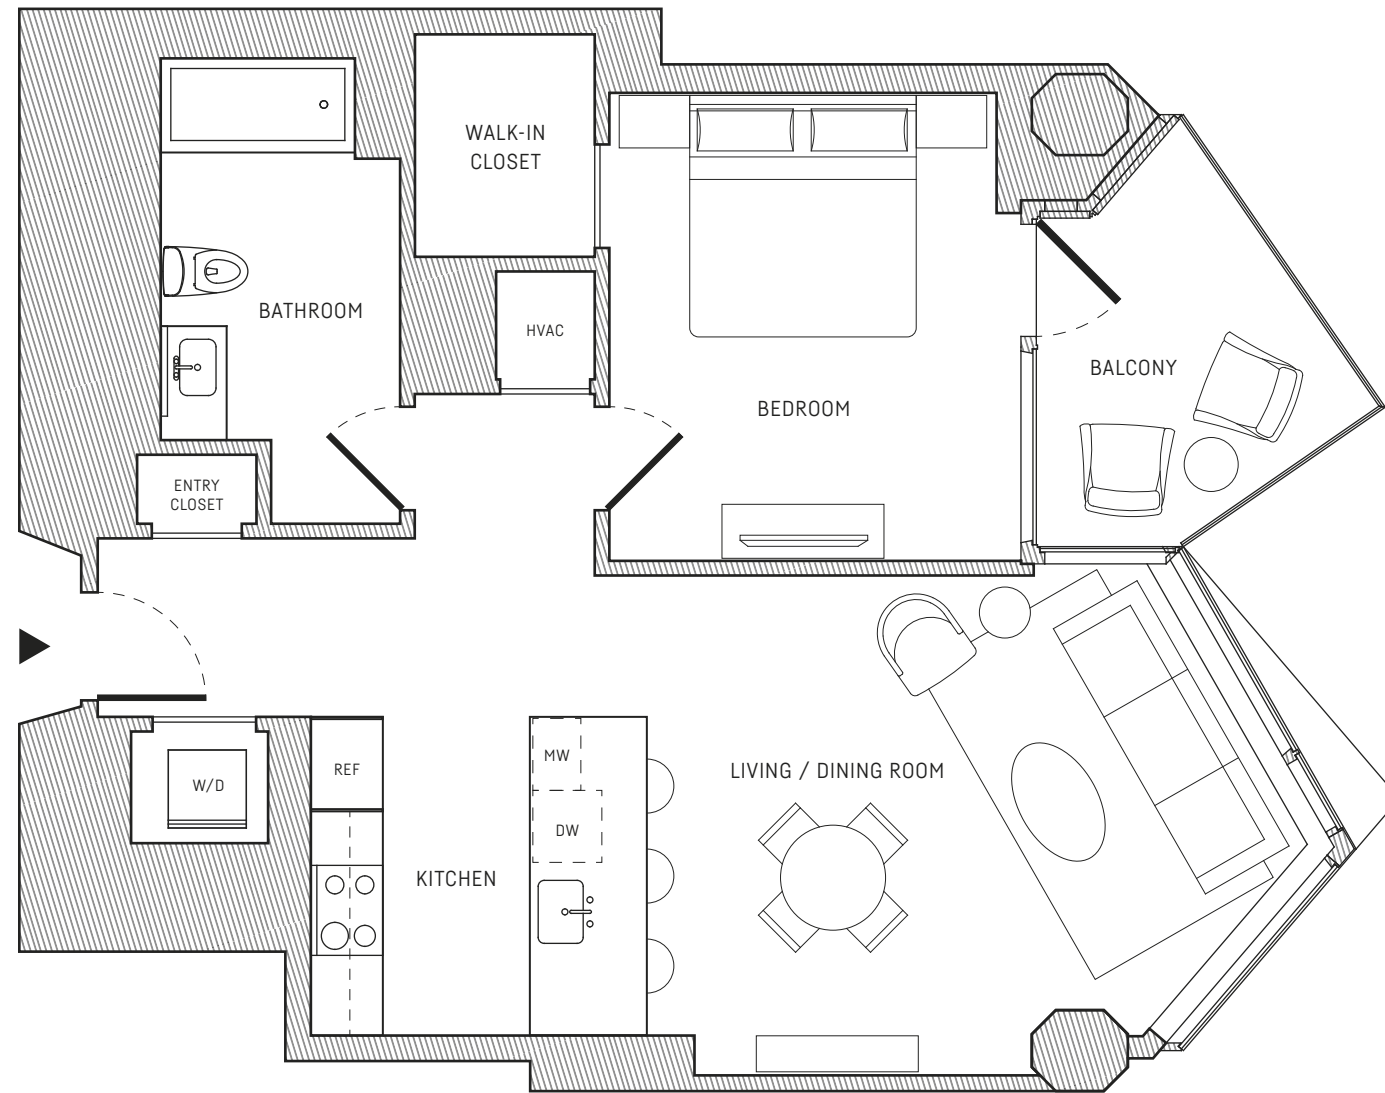 WALK-IN
CLOSET
BATHROOM
HVAC
BALCONY
BEDROOM
ENTRY
CLOSET
W/D
REF
MW
DW
LIVING / DINING ROOM
KITCHEN